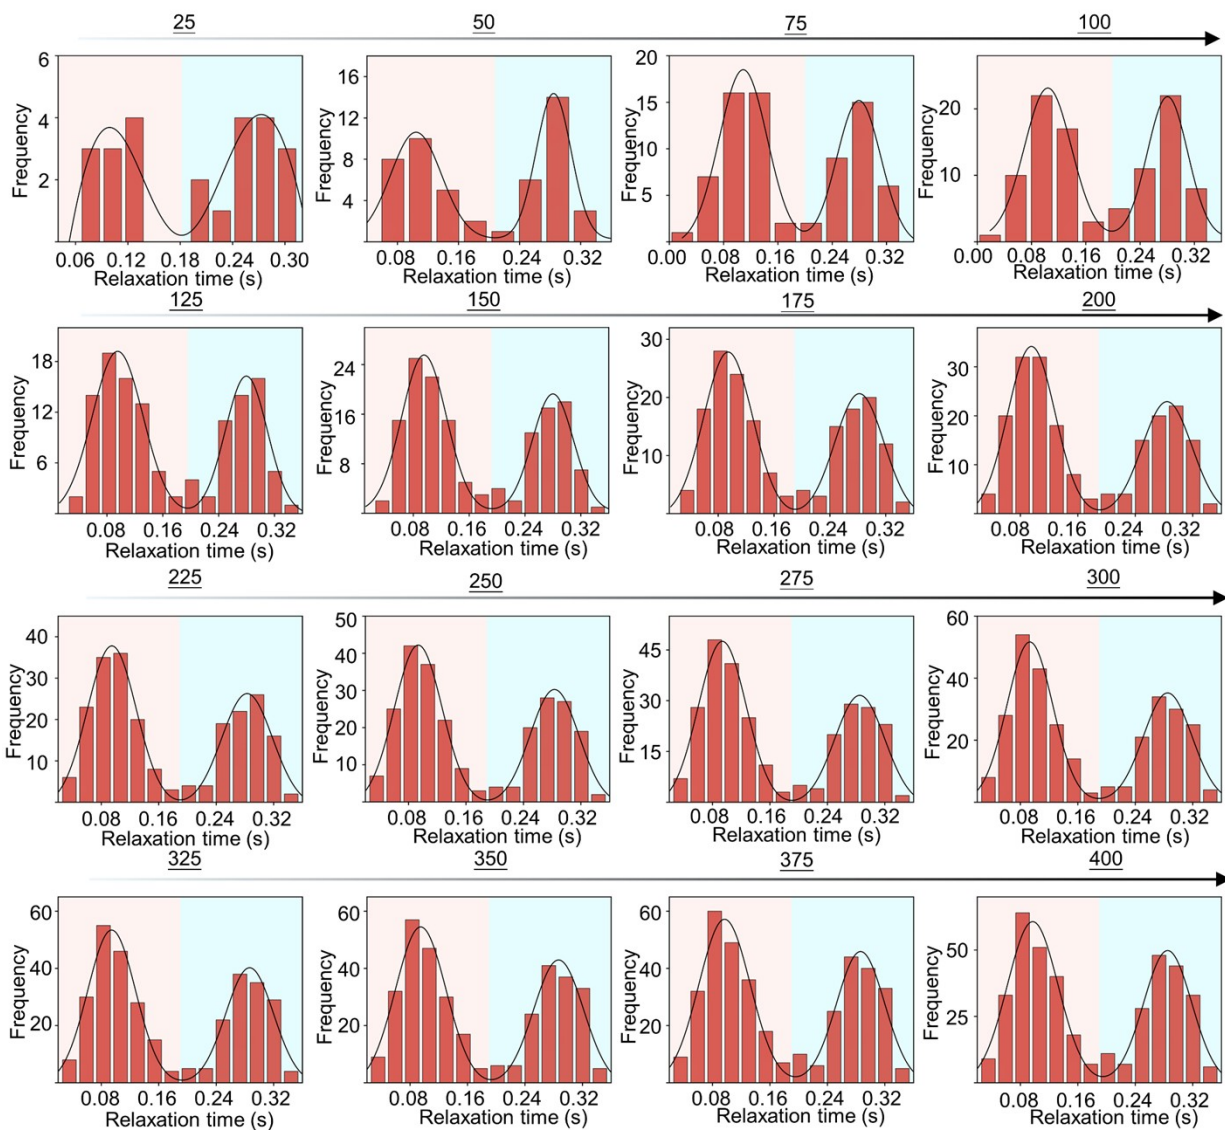 25 50 75 100
6 4 2 Frequency 0.06 0.12 0.18 0.24 0.30 Relaxation time (s)
16 12 8 4 Frequency 0.08 0.16 0.24 0.32 Relaxation time (s)
20 15 10 5 0 Frequency 0.00 0.08 0.16 0.24 0.32 Relaxation time (s)
20 10 0 Frequency 0.00 0.08 0.16 0.24 0.32 Relaxation time (s)
125 150 175 200
18 12 6 Frequency 0.08 0.16 0.24 0.32 Relaxation time (s)
24 16 8 Frequency 0.08 0.16 0.24 0.32 Relaxation time (s)
30 20 10 Frequency 0.08 0.16 0.24 0.32 Relaxation time (s)
30 20 10 Frequency 0.08 0.16 0.24 0.32 Relaxation time (s)
225 250 275 300
40 30 20 10 Frequency 0.08 0.16 0.24 0.32 Relaxation time (s)
50 40 30 20 10 Frequency 0.08 0.16 0.24 0.32 Relaxation time (s)
45 30 15 Frequency 0.08 0.16 0.24 0.32 Relaxation time (s)
60 40 20 Frequency 0.08 0.16 0.24 0.32 Relaxation time (s)
325 350 375 400
60 40 20 Frequency 0.08 0.16 0.24 0.32 Relaxation time (s)
60 40 20 Frequency 0.08 0.16 0.24 0.32 Relaxation time (s)
60 40 20 Frequency 0.08 0.16 0.24 0.32 Relaxation time (s)
50 25 Frequency 0.08 0.16 0.24 0.32 Relaxation time (s)